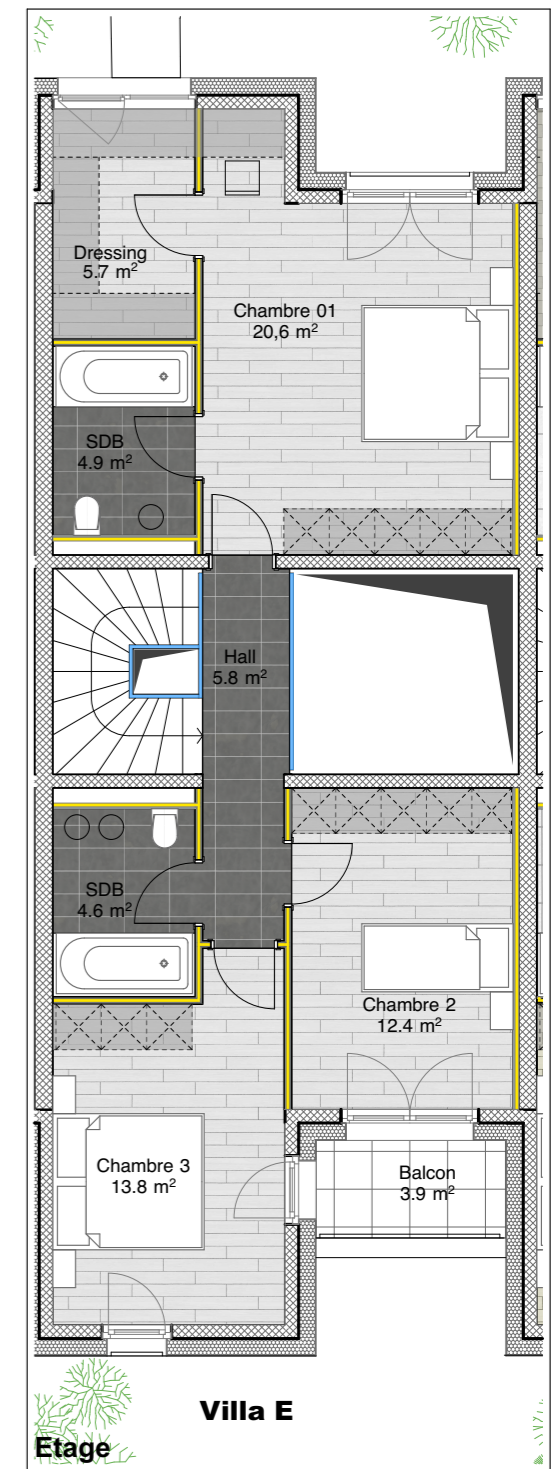 Dressing
5.7 m²
Chambre 01
20,6 m²
SDB
4.9 m²
Hall
5.8 m²
SDB
4.6 m²
Chambre 2
12.4 m²
Chambre 3
13.8 m²
Balcon
3.9 m²
Villa E
Etage